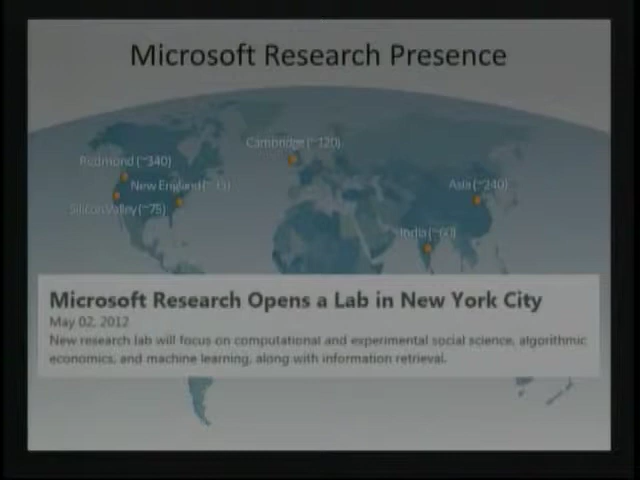 Microsoft Research Presence
Cambridge (~120)
Redmond (~340)
New England
Asia (~240)
Silicon Valley (~75)
India (~60)
Microsoft Research Opens a Lab in New York City
May 02, 2012
New research lab will focus on computational and experimental social science, algorithmic
economics, and machine learning, along with information retrieval.